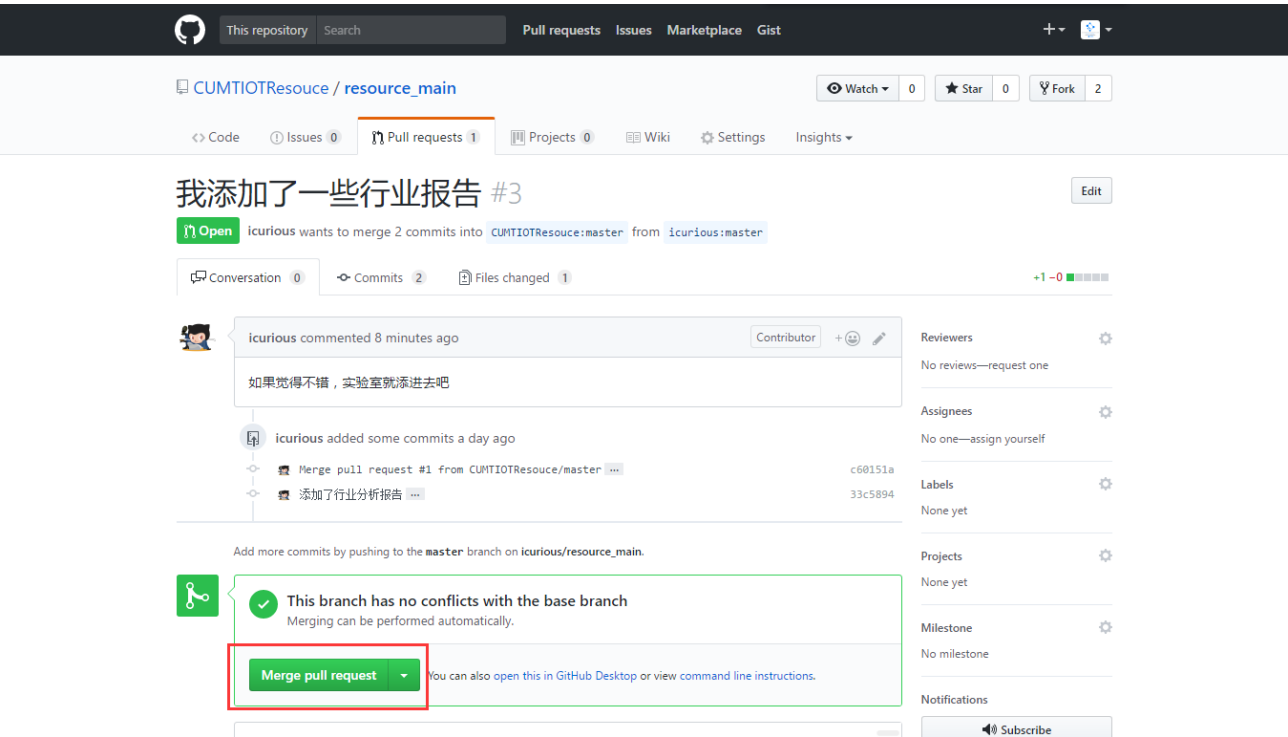 This repository Search Pull requests Issues Marketplace Gist
CUMTIOTResouce / resource_main Watch 0 Star 0 Fork 2
Code Issues 0 Pull requests 1 Projects 0 Wiki Settings Insights
我添加了一些行业报告 #3 Edit
Open icurious wants to merge 2 commits into CUMTIOTResouce:master from icurious:master
Conversation 0 Commits 2 Files changed 1 +1 −0
icurious commented 8 minutes ago Contributor +
如果觉得不错，实验室就添进去吧
icurious added some commits a day ago
Merge pull request #1 from CUMTIOTResouce/master … c60151a
添加了行业分析报告 … 33c5894
Add more commits by pushing to the master branch on icurious/resource_main.
This branch has no conflicts with the base branch
Merging can be performed automatically.
Merge pull request You can also open this in GitHub Desktop or view command line instructions.
Reviewers
No reviews—request one
Assignees
No one—assign yourself
Labels
None yet
Projects
None yet
Milestone
No milestone
Notifications
Subscribe